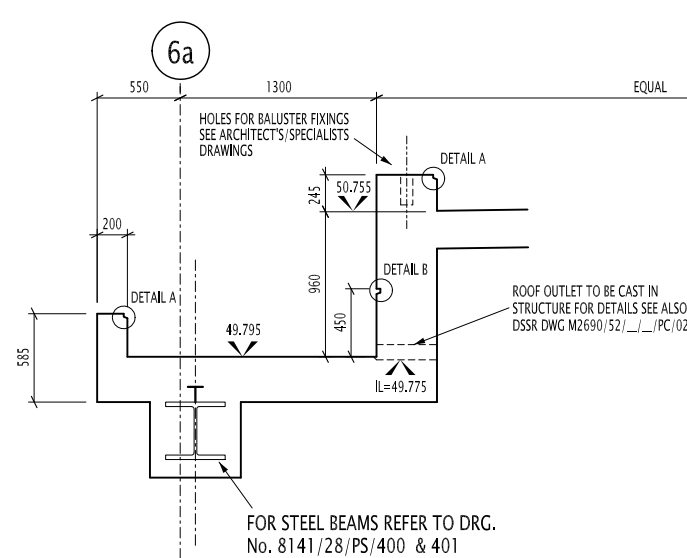 6a
550
1300
EQUAL
HOLES FOR BALUSTER FIXINGS
SEE ARCHITECT'S/SPECIALISTS
DRAWINGS
DETAIL A
245
50.755
200
960
DETAIL B
DETAIL A
450
ROOF OUTLET TO BE CAST IN
STRUCTURE FOR DETAILS SEE ALSO
DSSR DWG M2690/52/__/__/PC/02
49.795
585
IL=49.775
FOR STEEL BEAMS REFER TO DRG.
No. 8141/28/PS/400 & 401